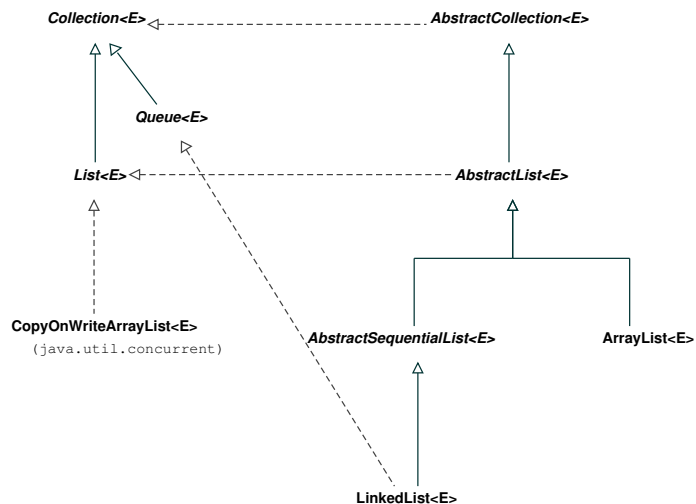 Collection<E>
AbstractCollection<E>
Queue<E>
List<E>
AbstractList<E>
CopyOnWriteArrayList<E>
(java.util.concurrent)
AbstractSequentialList<E>
ArrayList<E>
LinkedList<E>